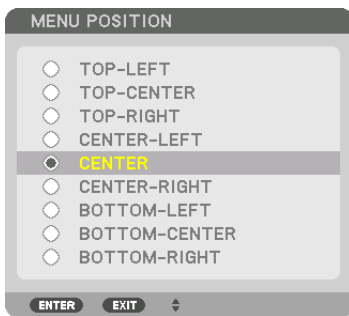 MENU POSITION
TOP-LEFT
TOP-CENTER
TOP-RIGHT
CENTER-LEFT
CENTER
CENTER-RIGHT
BOTTOM-LEFT
BOTTOM-CENTER
BOTTOM-RIGHT
ENTER EXIT